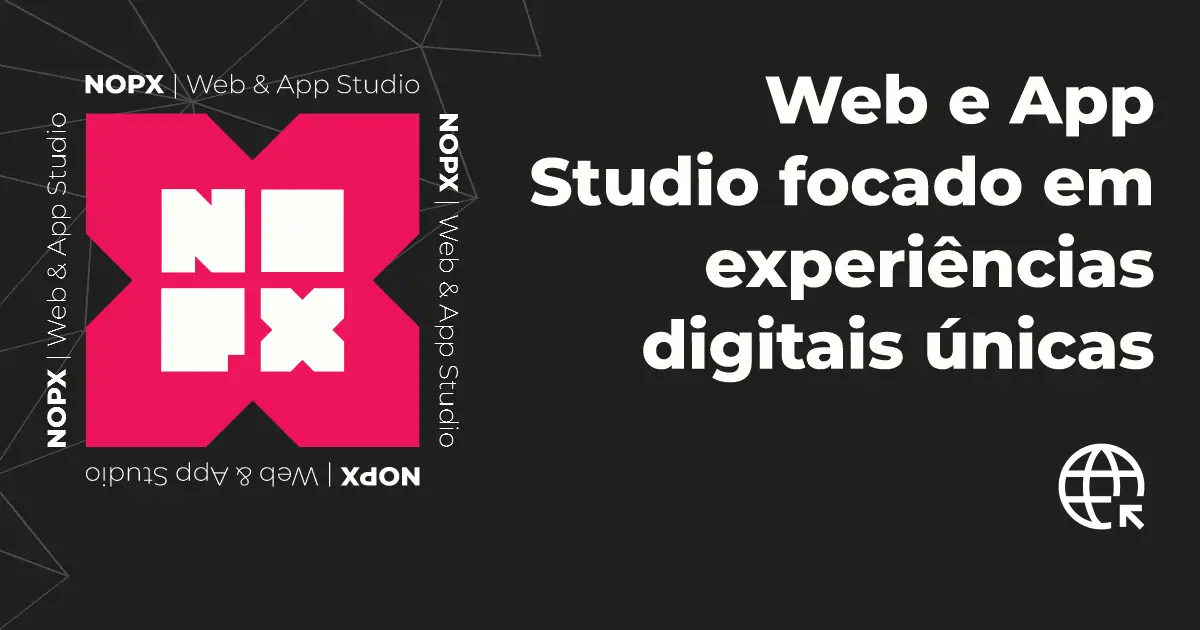 NOPX | Web & App Studio
NOPX | Web & App Studio
NOPX | Web & App Studio
NOPX | Web & App Studio
NO
PX
Web e App
Studio focado em
experiências
digitais únicas